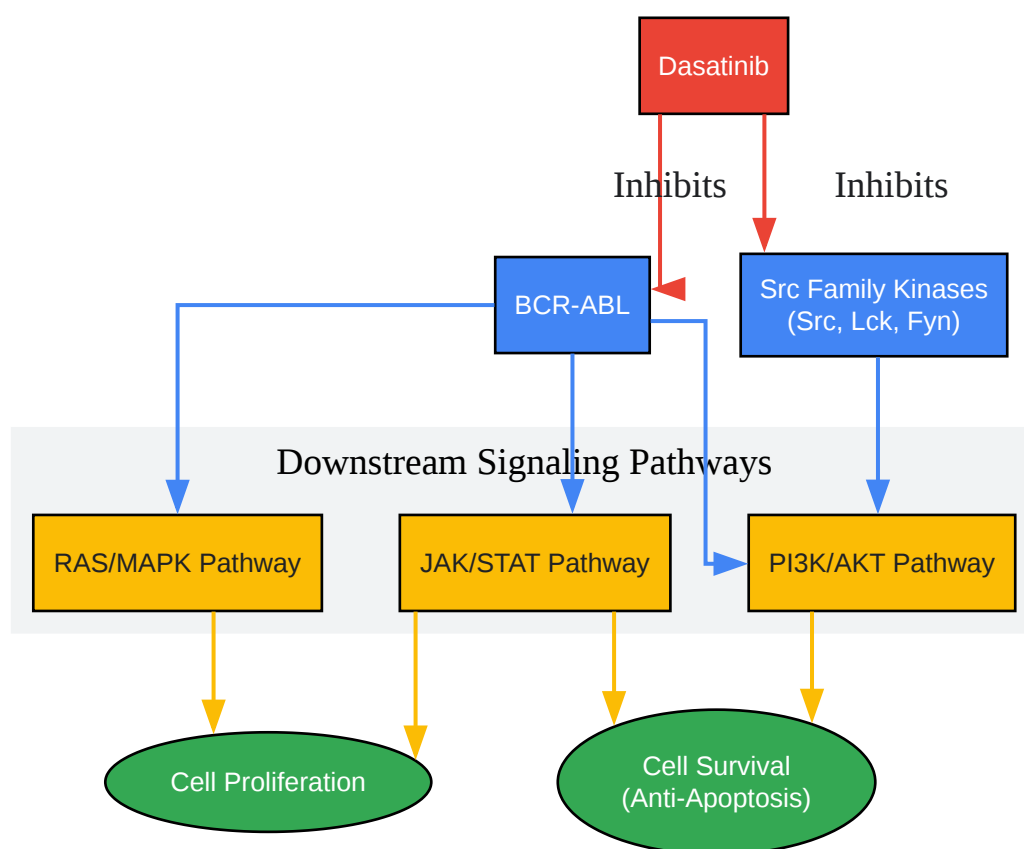 Dasatinib
Inhibits
Inhibits
BCR-ABL
Src Family Kinases
(Src, Lck, Fyn)
Downstream Signaling Pathways
RAS/MAPK Pathway
JAK/STAT Pathway
PI3K/AKT Pathway
Cell Proliferation
Cell Survival
(Anti-Apoptosis)